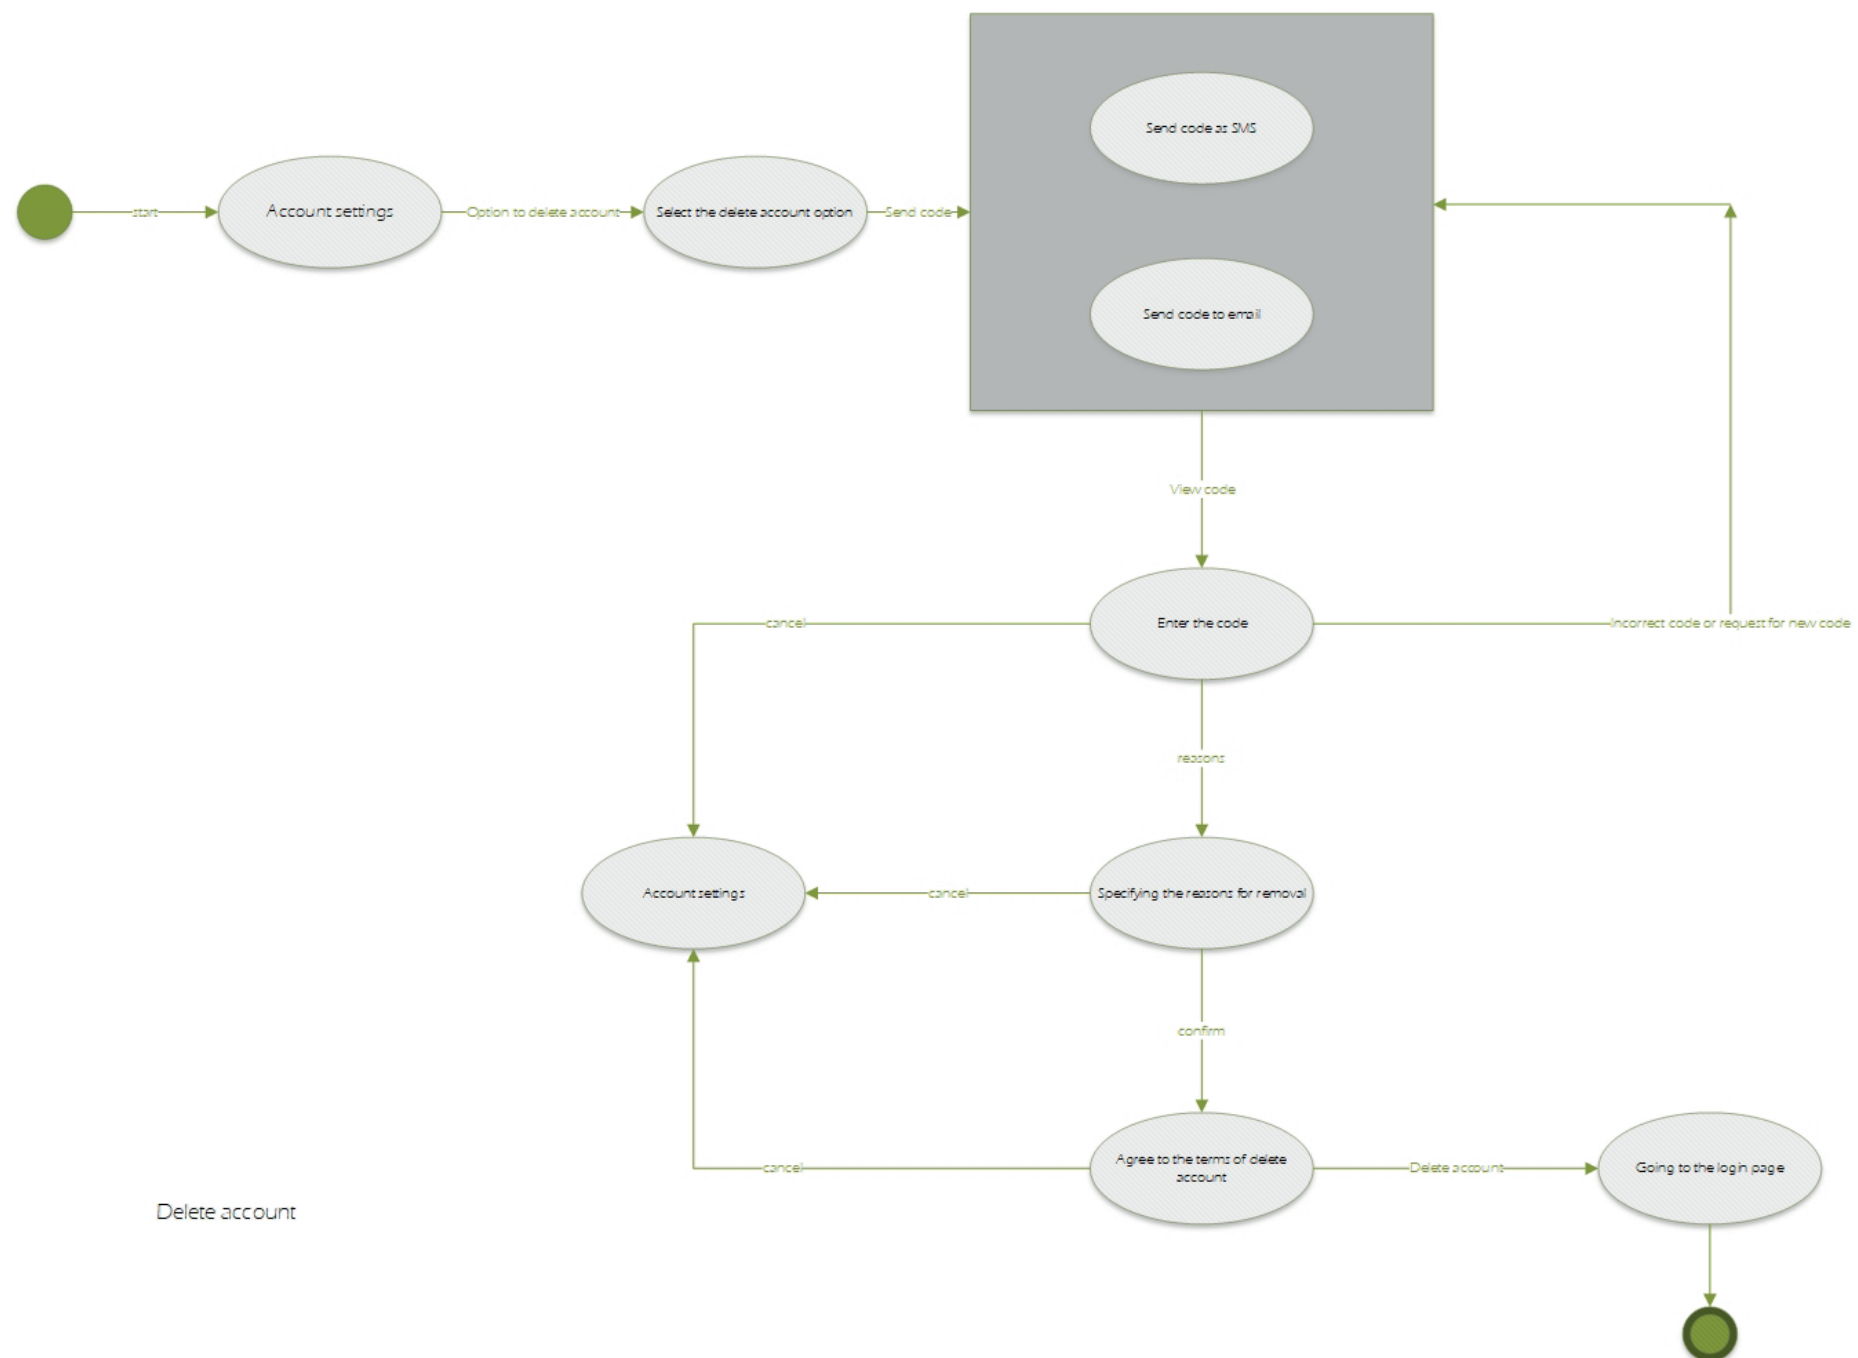 Send code as SMS
start
Account settings
Option to delete account
Select the delete account option
Send code
Send code to email
View code
cancel
Enter the code
Incorrect code or request for new code
reasons
Account settings
cancel
Specifying the reasons for removal
confirm
cancel
Agree to the terms of delete
account
Delete account
Going to the login page
Delete account